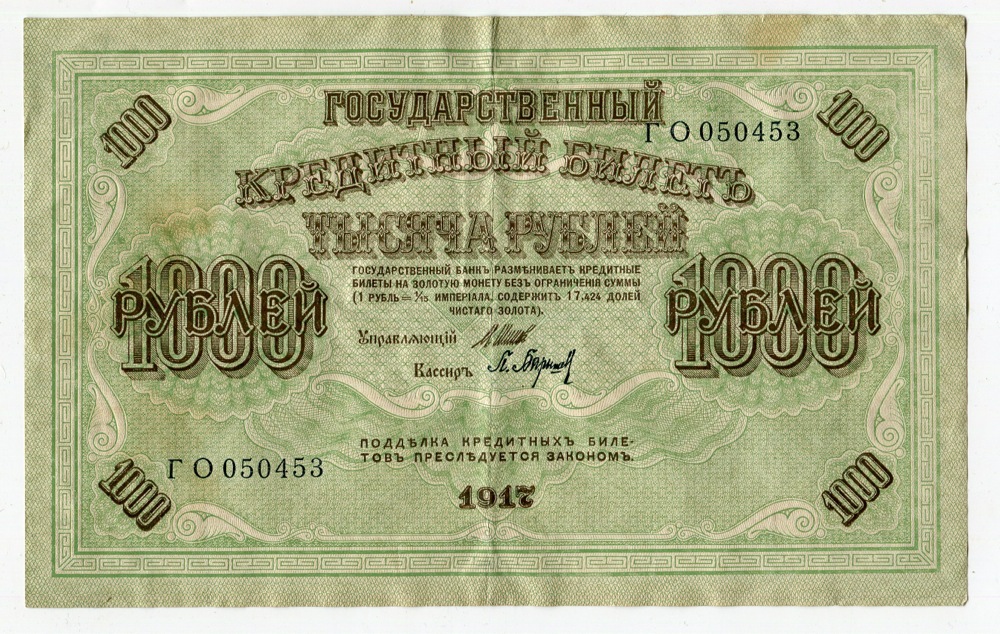 1000 1000
ГОСУДАРСТВЕННЫЙ
ГО 050453
КРЕДИТНЫЙ БИЛЕТЪ
ТЫСЯЧА РУБЛЕЙ
ГОСУДАРСТВЕННЫЙ БАНКЪ РАЗМѢНИВАЕТЪ КРЕДИТНЫЕ
БИЛЕТЫ НА ЗОЛОТУЮ МОНЕТУ БЕЗЪ ОГРАНИЧЕНІЯ СУММЫ
(1 РУБЛЬ = 1/15 ИМПЕРІАЛА, СОДЕРЖИТЪ 17,424 ДОЛЕЙ
ЧИСТАГО ЗОЛОТА).
1000 РУБЛЕЙ
1000 РУБЛЕЙ
Управляющій
Кассиръ
ПОДДѢЛКА КРЕДИТНЫХЪ БИЛЕ-
ТОВЪ ПРЕСЛѢДУЕТСЯ ЗАКОНОМЪ.
ГО 050453
1917
1000 1000